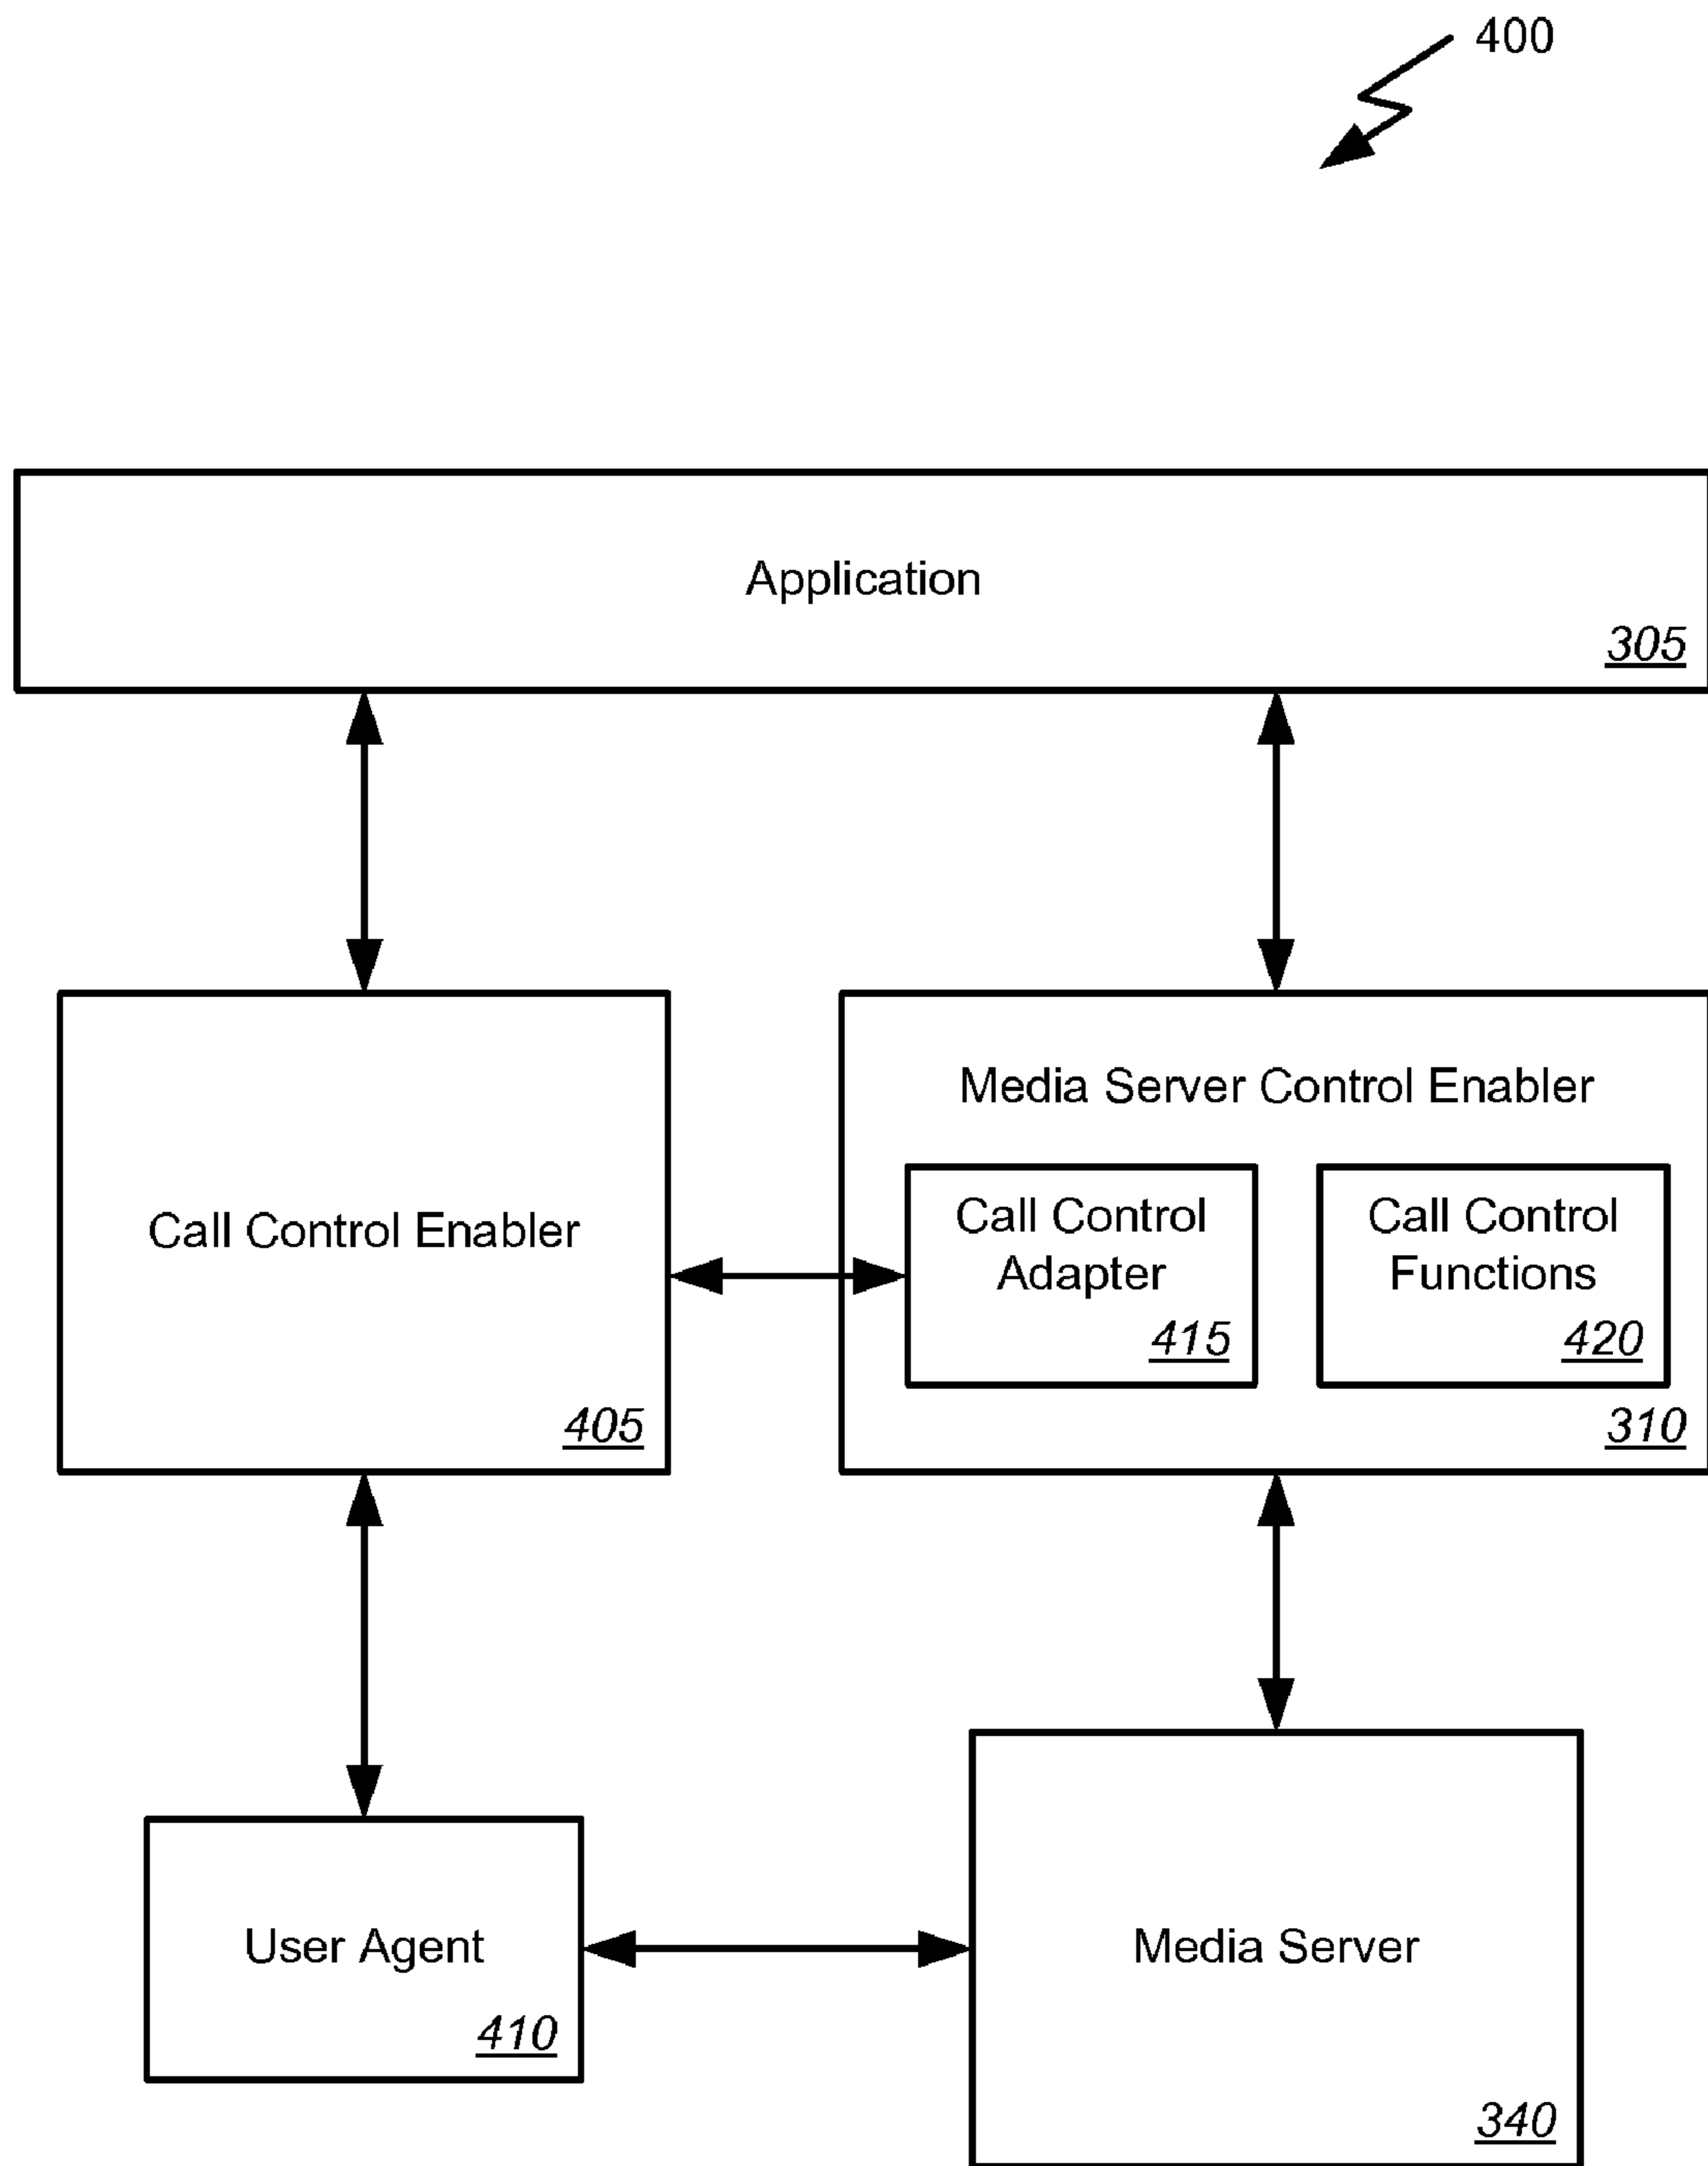 400
Application
305
Call Control Enabler
405
Media Server Control Enabler
Call Control
Adapter
415
Call Control
Functions
420
310
User Agent
410
Media Server
340